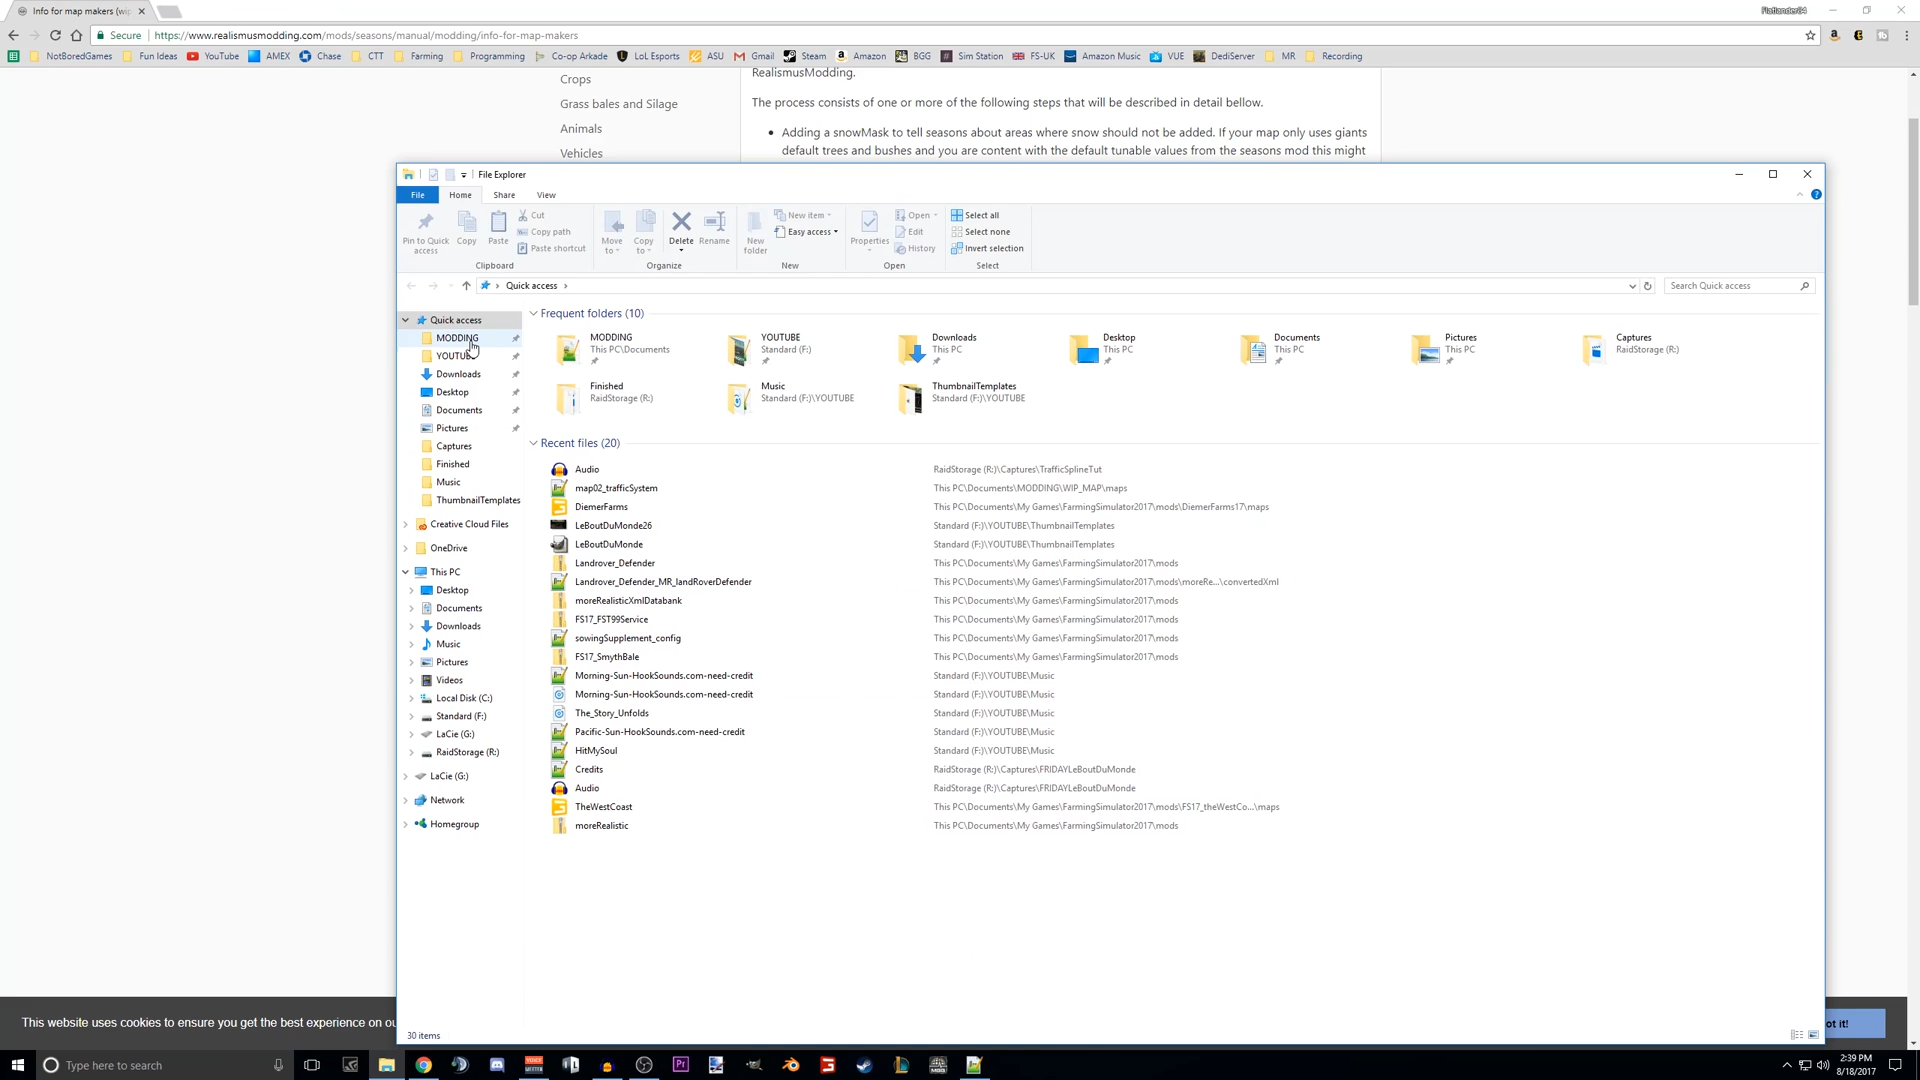 Info for map makers (wip
Flatlander84
Secure https://www.realismusmodding.com/mods/seasons/manual/modding/info-for-map-makers
NotBoredGames Fun Ideas YouTube AMEX Chase CTT Farming Programming Co-op Arkade LoL Esports ASU Gmail Steam Amazon BGG Sim Station FS-UK Amazon Music VUE DediServer MR Recording
Crops
Grass bales and Silage
Animals
Vehicles
RealismusModding.
The process consists of one or more of the following steps that will be described in detail bellow.
• Adding a snowMask to tell seasons about areas where snow should not be added. If your map only uses giants
default trees and bushes and you are content with the default tunable values from the seasons mod this might
File Explorer
File Home Share View
Pin to Quick access
Copy
Paste
Cut
Copy path
Paste shortcut
Clipboard
Move to
Copy to
Delete
Rename
Organize
New folder
New item
Easy access
New
Properties
Open
Edit
History
Open
Select all
Select none
Invert selection
Select
Quick access
Search Quick access
Quick access
MODDING
YOUTUBE
Downloads
Desktop
Documents
Pictures
Captures
Finished
Music
ThumbnailTemplates
Creative Cloud Files
OneDrive
This PC
Desktop
Documents
Downloads
Music
Pictures
Videos
Local Disk (C:)
Standard (F:)
LaCie (G:)
RaidStorage (R:)
LaCie (G:)
Network
Homegroup
Frequent folders (10)
MODDING
This PC\Documents
YOUTUBE
Standard (F:)
Downloads
This PC
Desktop
This PC
Documents
This PC
Pictures
This PC
Captures
RaidStorage (R:)
Finished
RaidStorage (R:)
Music
Standard (F:)\YOUTUBE
ThumbnailTemplates
Standard (F:)\YOUTUBE
Recent files (20)
Audio RaidStorage (R:)\Captures\TrafficSplineTut
map02_trafficSystem This PC\Documents\MODDING\WIP_MAP\maps
DiemerFarms This PC\Documents\My Games\FarmingSimulator2017\mods\DiemerFarms17\maps
LeBoutDuMonde26 Standard (F:)\YOUTUBE\ThumbnailTemplates
LeBoutDuMonde Standard (F:)\YOUTUBE\ThumbnailTemplates
Landrover_Defender This PC\Documents\My Games\FarmingSimulator2017\mods
Landrover_Defender_MR_landRoverDefender This PC\Documents\My Games\FarmingSimulator2017\mods\moreRe...\convertedXml
moreRealisticXmlDatabank This PC\Documents\My Games\FarmingSimulator2017\mods
FS17_FST99Service This PC\Documents\My Games\FarmingSimulator2017\mods
sowingSupplement_config This PC\Documents\My Games\FarmingSimulator2017\mods
FS17_SmythBale This PC\Documents\My Games\FarmingSimulator2017\mods
Morning-Sun-HookSounds.com-need-credit Standard (F:)\YOUTUBE\Music
Morning-Sun-HookSounds.com-need-credit Standard (F:)\YOUTUBE\Music
The_Story_Unfolds Standard (F:)\YOUTUBE\Music
Pacific-Sun-HookSounds.com-need-credit Standard (F:)\YOUTUBE\Music
HitMySoul Standard (F:)\YOUTUBE\Music
Credits RaidStorage (R:)\Captures\FRIDAYLeBoutDuMonde
Audio RaidStorage (R:)\Captures\FRIDAYLeBoutDuMonde
TheWestCoast This PC\Documents\My Games\FarmingSimulator2017\mods\FS17_theWestCo...\maps
moreRealistic This PC\Documents\My Games\FarmingSimulator2017\mods
30 items
This website uses cookies to ensure you get the best experience on ou
ot it!
Type here to search
2:39 PM
8/18/2017